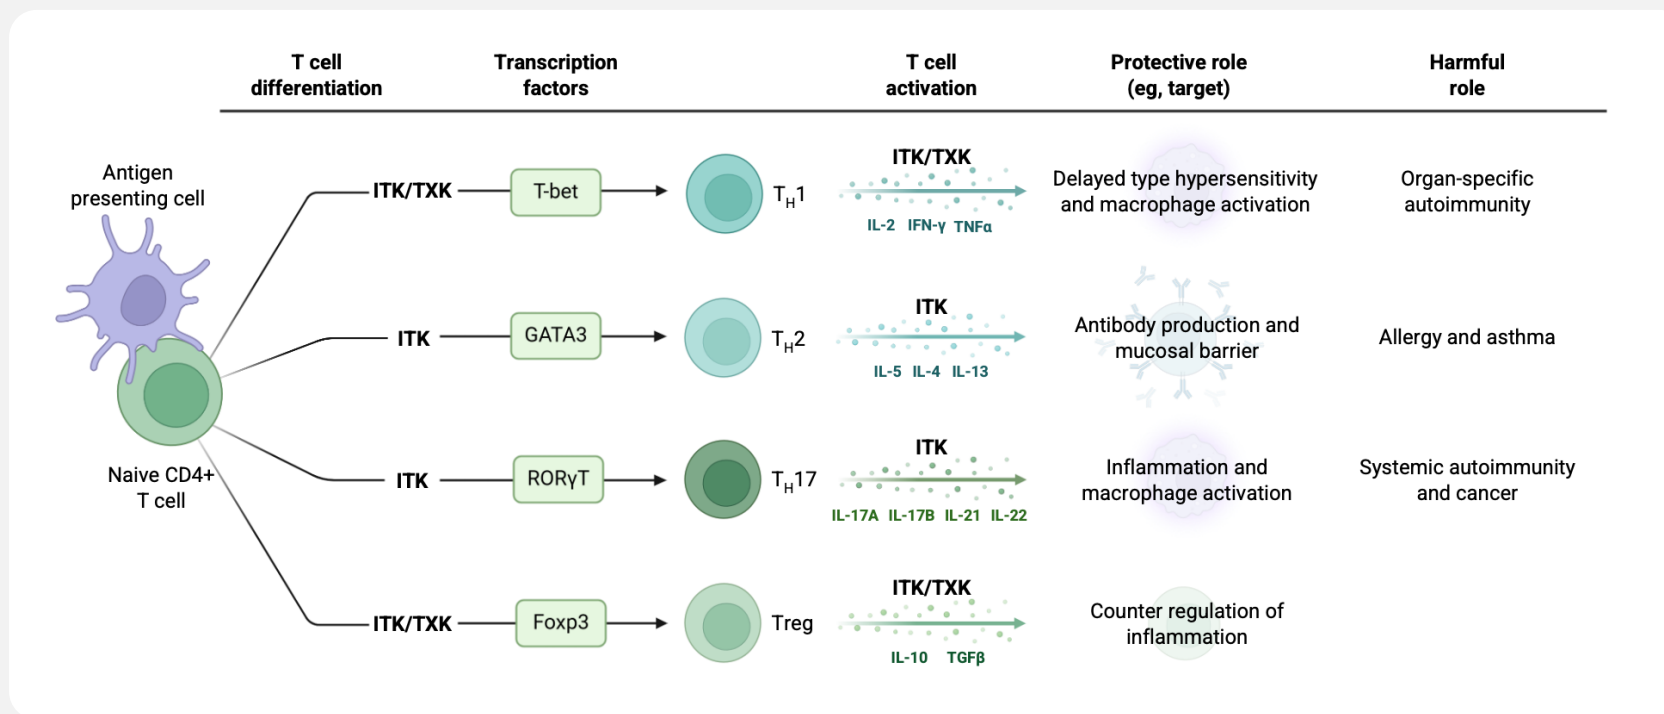 T cell
differentiation
Transcription
factors
T cell
activation
Protective role
(eg, target)
Harmful
role
Antigen
presenting cell
Naive CD4+
T cell
ITK/TXK
T-bet
TH1
ITK/TXK
IL-2 IFN-γ TNFα
Delayed type hypersensitivity
and macrophage activation
Organ-specific
autoimmunity
ITK
GATA3
TH2
ITK
IL-5 IL-4 IL-13
Antibody production and
mucosal barrier
Allergy and asthma
ITK
RORγT
TH17
ITK
IL-17A IL-17B IL-21 IL-22
Inflammation and
macrophage activation
Systemic autoimmunity
and cancer
ITK/TXK
Foxp3
Treg
ITK/TXK
IL-10 TGFβ
Counter regulation of
inflammation